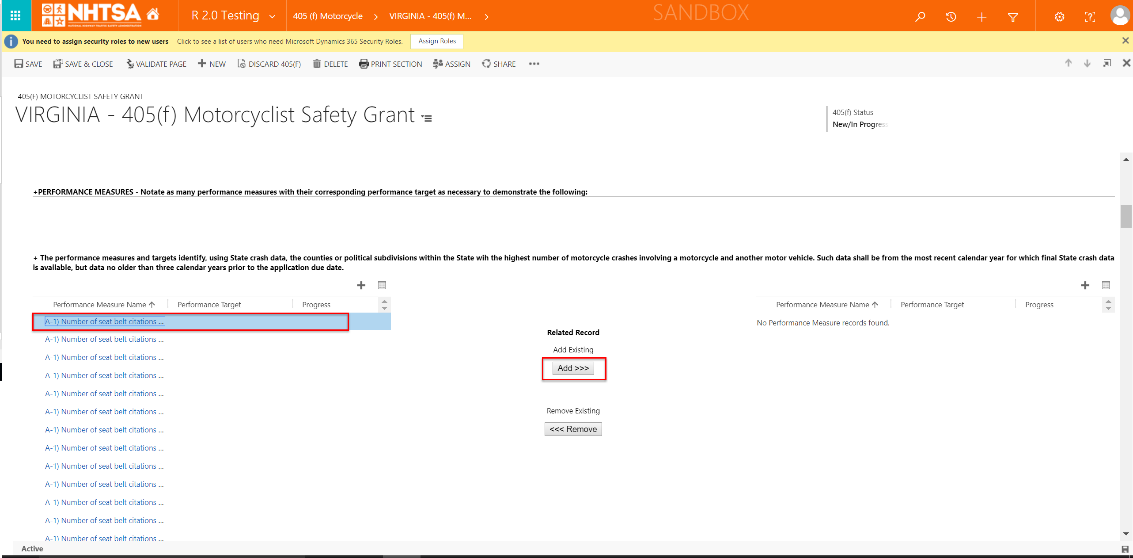 NHTSA
R 2.0 Testing
405 (f) Motorcycle
VIRGINIA - 405(f) M...
SANDBOX
You need to assign security roles to new users Click to see a list of users who need Microsoft Dynamics 365 Security Roles. Assign Roles
SAVE SAVE & CLOSE VALIDATE PAGE + NEW DISCARD 405(F) DELETE PRINT SECTION ASSIGN SHARE •••
405(F) MOTORCYCLIST SAFETY GRANT
VIRGINIA - 405(f) Motorcyclist Safety Grant
405(f) Status
New/In Progres
+PERFORMANCE MEASURES - Notate as many performance measures with their corresponding performance target as necessary to demonstrate the following:
+ The performance measures and targets identify, using State crash data, the counties or political subdivisions within the State wih the highest number of motorcycle crashes involving a motorcycle and another motor vehicle. Such data shall be from the most recent calendar year for which final State crash data
is available, but data no older than three calendar years prior to the application due date.
Performance Measure Name Performance Target Progress
A-1) Number of seat belt citations ...
A-1) Number of seat belt citations ...
A-1) Number of seat belt citations ...
A-1) Number of seat belt citations ...
A-1) Number of seat belt citations ...
A-1) Number of seat belt citations ...
A-1) Number of seat belt citations ...
A-1) Number of seat belt citations ...
A-1) Number of seat belt citations ...
A-1) Number of seat belt citations ...
A-1) Number of seat belt citations ...
A-1) Number of seat belt citations ...
A-1) Number of seat belt citations ...
Related Record
Add Existing
Add >>>
Remove Existing
<<< Remove
Performance Measure Name Performance Target Progress
No Performance Measure records found.
Active